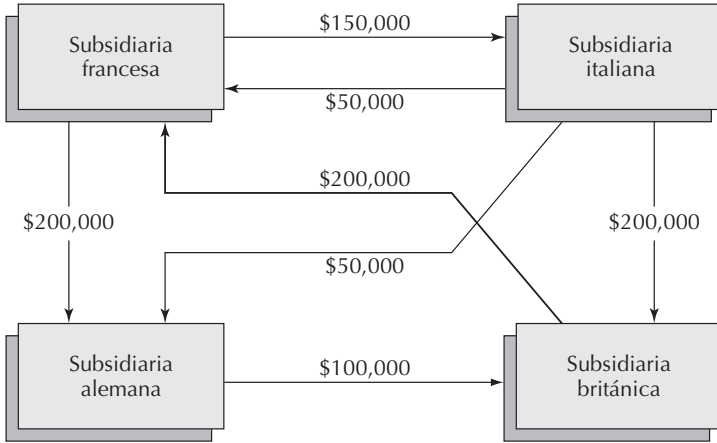 Subsidiaria
francesa
$150,000
Subsidiaria
italiana
$50,000
$200,000
$200,000
$200,000
$50,000
Subsidiaria
alemana
$100,000
Subsidiaria
británica